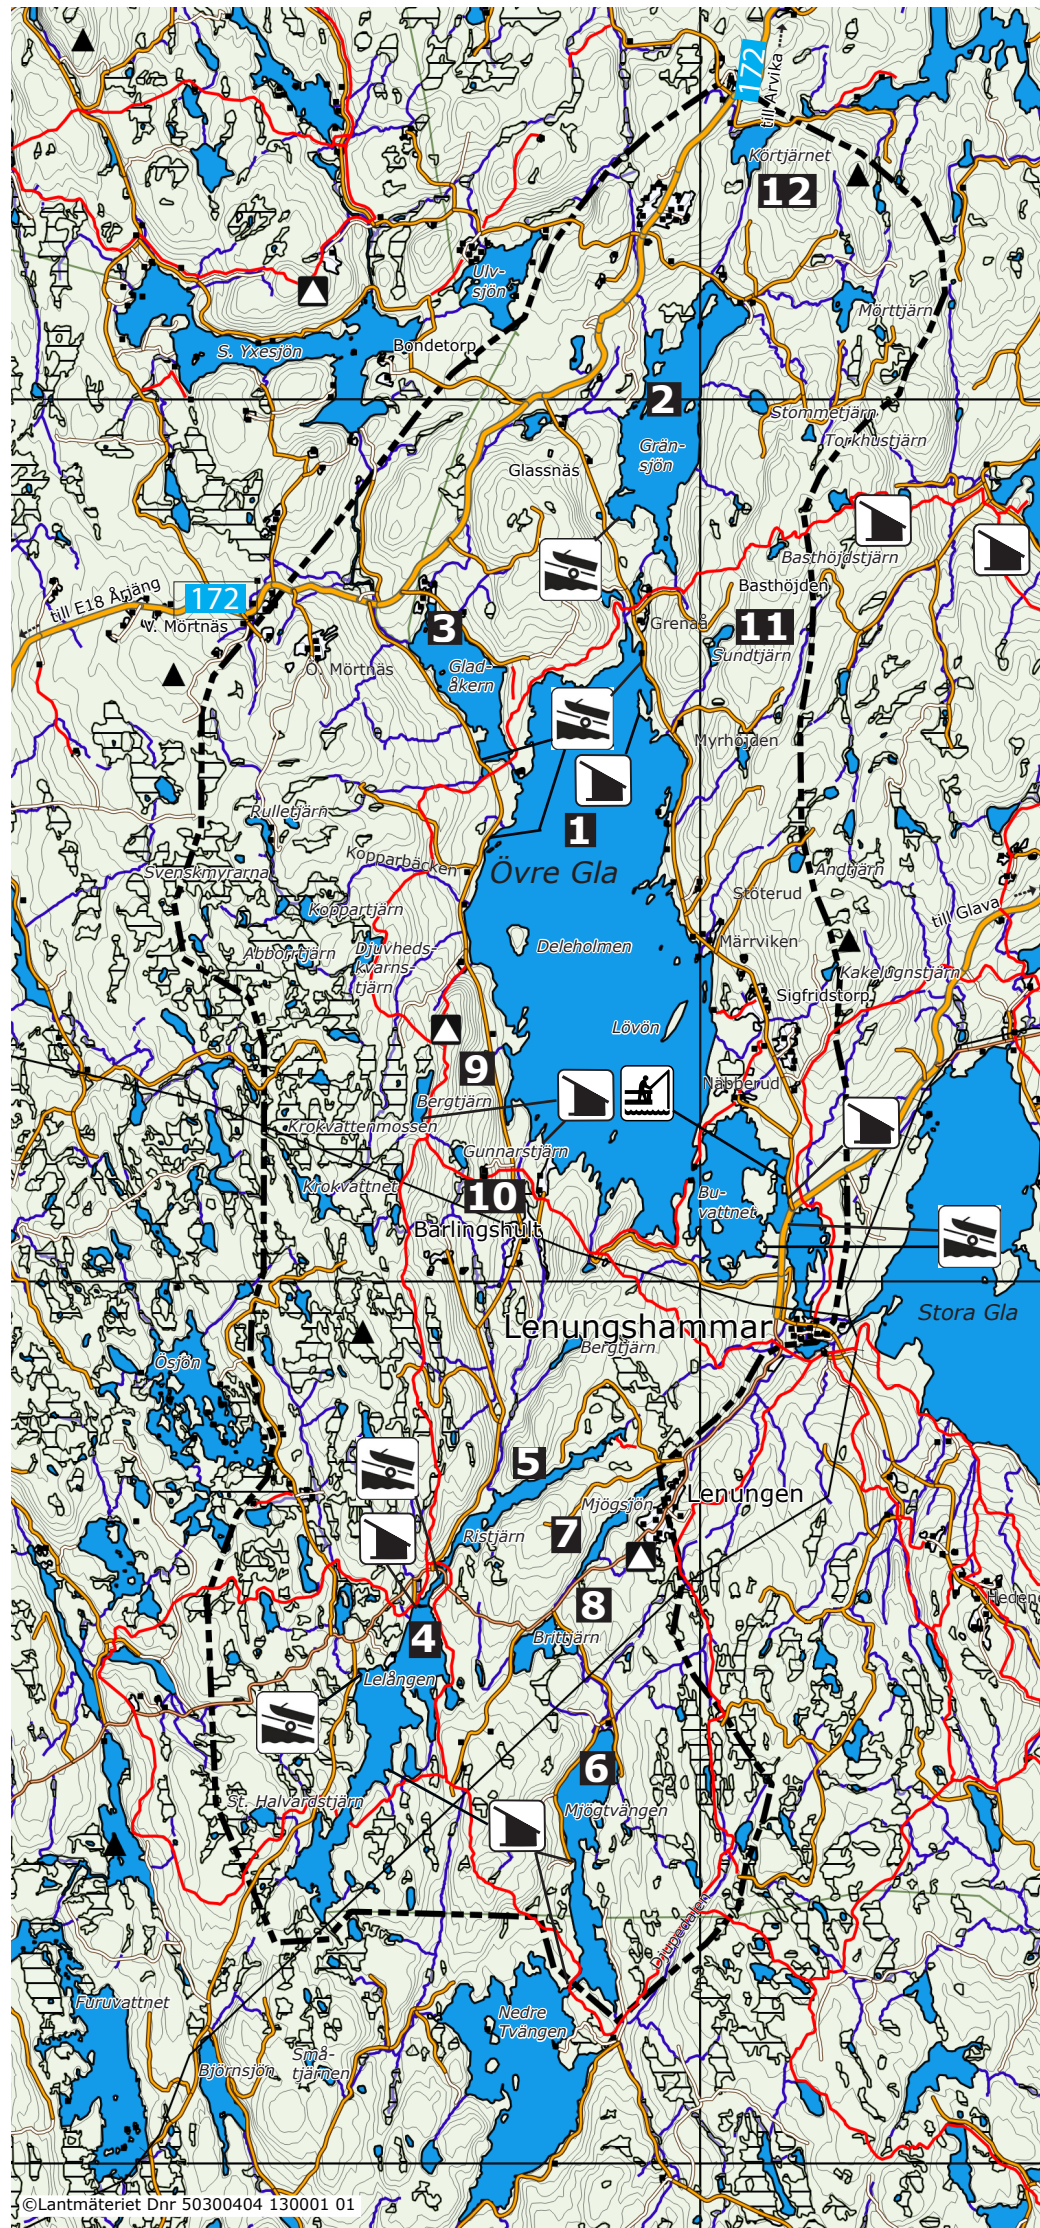 172
till Arvika
Körtjärnet
12
Ulv-
sjön
Mörttjärn
S. Yxesjön
Bondetorp
2
Stommetjärn
Torkhustjärn
Grän-
sjön
Glassnäs
Basthöjdstjärn
Basthöjden
till E18 Årjäng
172
V. Mörtnäs
3
Grenaå
11
Sundtjärn
Ö. Mörtnäs
Glad-
åkern
Myrhöjden
Rulletjärn
1
Kopparbäcken
Övre Gla
Svenskmyrarna
Andtjärn
Stöterud
Koppartjärn
till Glava
Abborrtjärn
Djuvheds-
kvarns-
tjärn
Deleholmen
Märrviken
Kakelugnstjärn
Sigfridstorp
Lövön
9
Näbberud
Bergtjärn
Krokvattenmossen
Gunnarstjärn
Krokvattnet
10
Bu-
vattnet
Barlingshult
Stora Gla
Lenungshammar
Bergtjärn
Ösjön
5
Lenungen
Mjögsjön
Ristjärn
7
8
Hedene
4
Brittjärn
Lelången
6
St. Halvardstjärn
Mjögtvängen
Djupedalen
Furuvattnet
Nedre
Tvängen
Små-
tjärnen
Björnsjön
©Lantmäteriet Dnr 50300404 130001 01